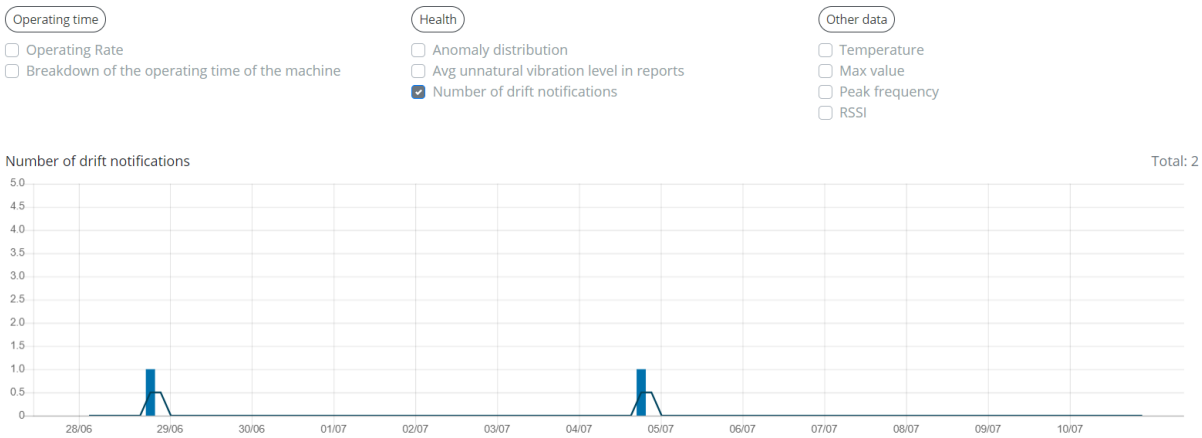 Operating time
Health
Other data
Operating Rate
Anomaly distribution
Temperature
Breakdown of the operating time of the machine
Avg unnatural vibration level in reports
Max value
Number of drift notifications
Peak frequency
RSSI
Number of drift notifications
Total: 2
5.0
4.5
4.0
3.5
3.0
2.5
2.0
1.5
1.0
0.5
0
28/06 29/06 30/06 01/07 02/07 03/07 04/07 05/07 06/07 07/07 08/07 09/07 10/07